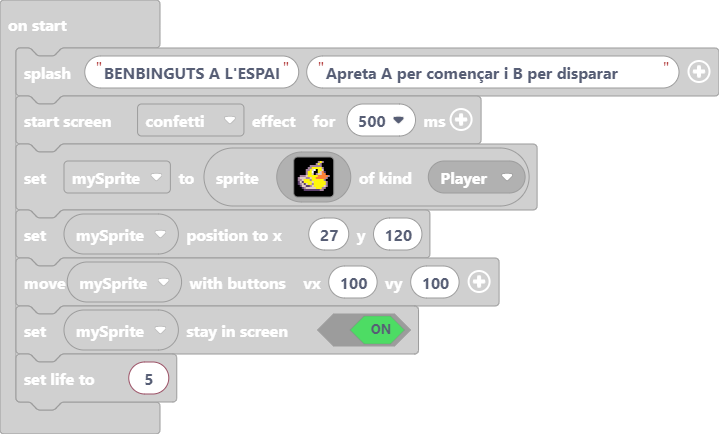 on start
splash "BENBINGUTS A L'ESPAI" "Apreta A per començar i B per disparar"
start screen confetti effect for 500 ms
set mySprite to sprite of kind Player
set mySprite position to x 27 y 120
move mySprite with buttons vx 100 vy 100
set mySprite stay in screen ON
set life to 5